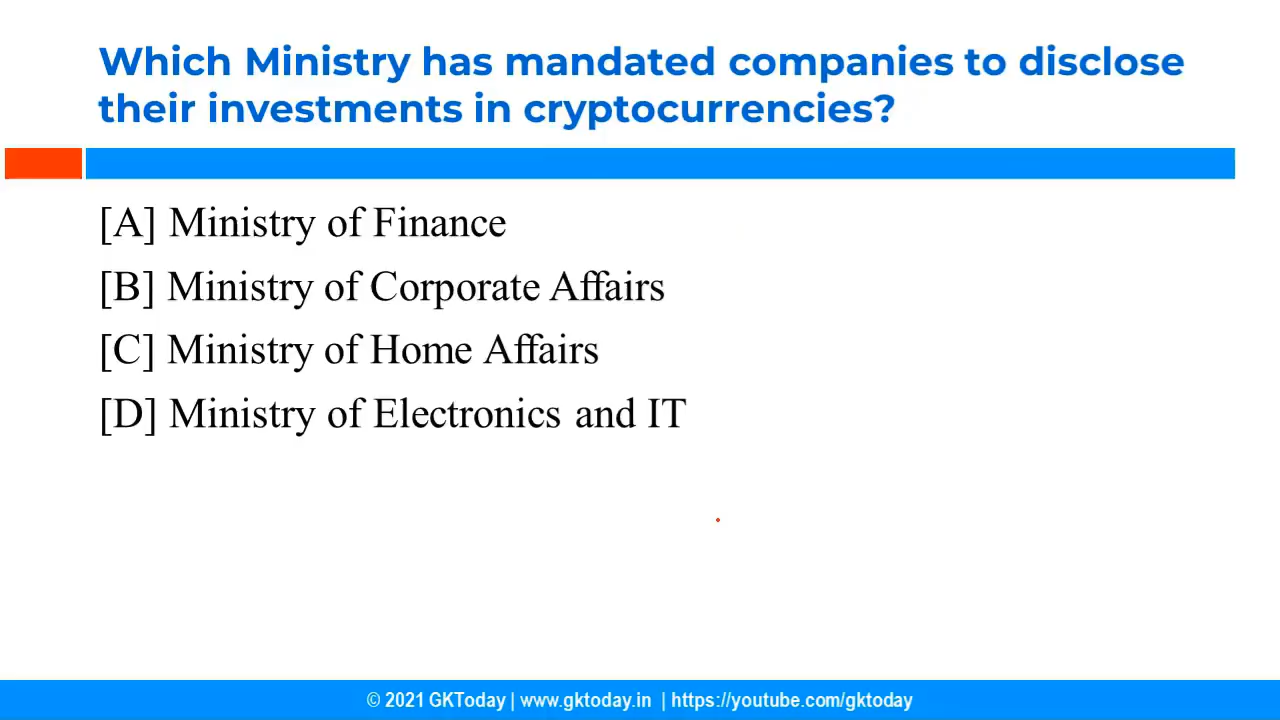 Which Ministry has mandated companies to disclose
their investments in cryptocurrencies?
[A] Ministry of Finance
[B] Ministry of Corporate Affairs
[C] Ministry of Home Affairs
[D] Ministry of Electronics and IT
© 2021 GKToday | www.gktoday.in | https://youtube.com/gktoday